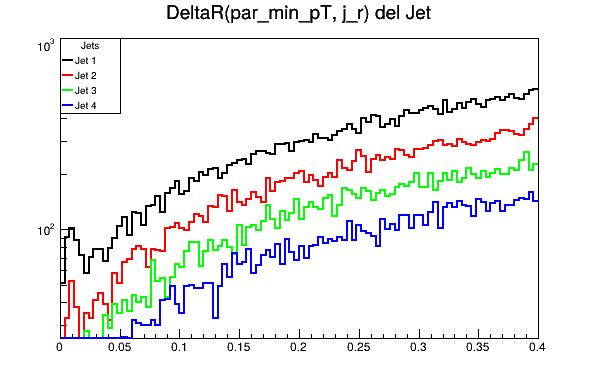 DeltaR(par_min_pT, j_r) del Jet
10³
Jets
Jet 1
Jet 2
Jet 3
Jet 4
10²
0 0.05 0.1 0.15 0.2 0.25 0.3 0.35 0.4